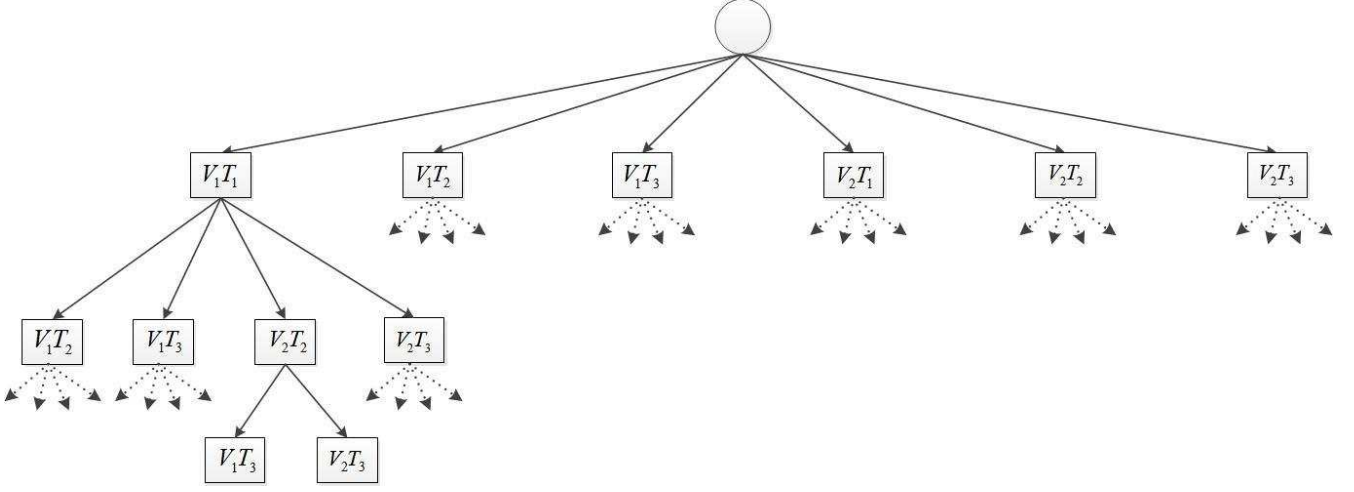 V₁T₁ V₁T₂ V₁T₃ V₂T₁ V₂T₂ V₂T₃
V₁T₂ V₁T₃ V₂T₂ V₂T₃
V₁T₃ V₂T₃